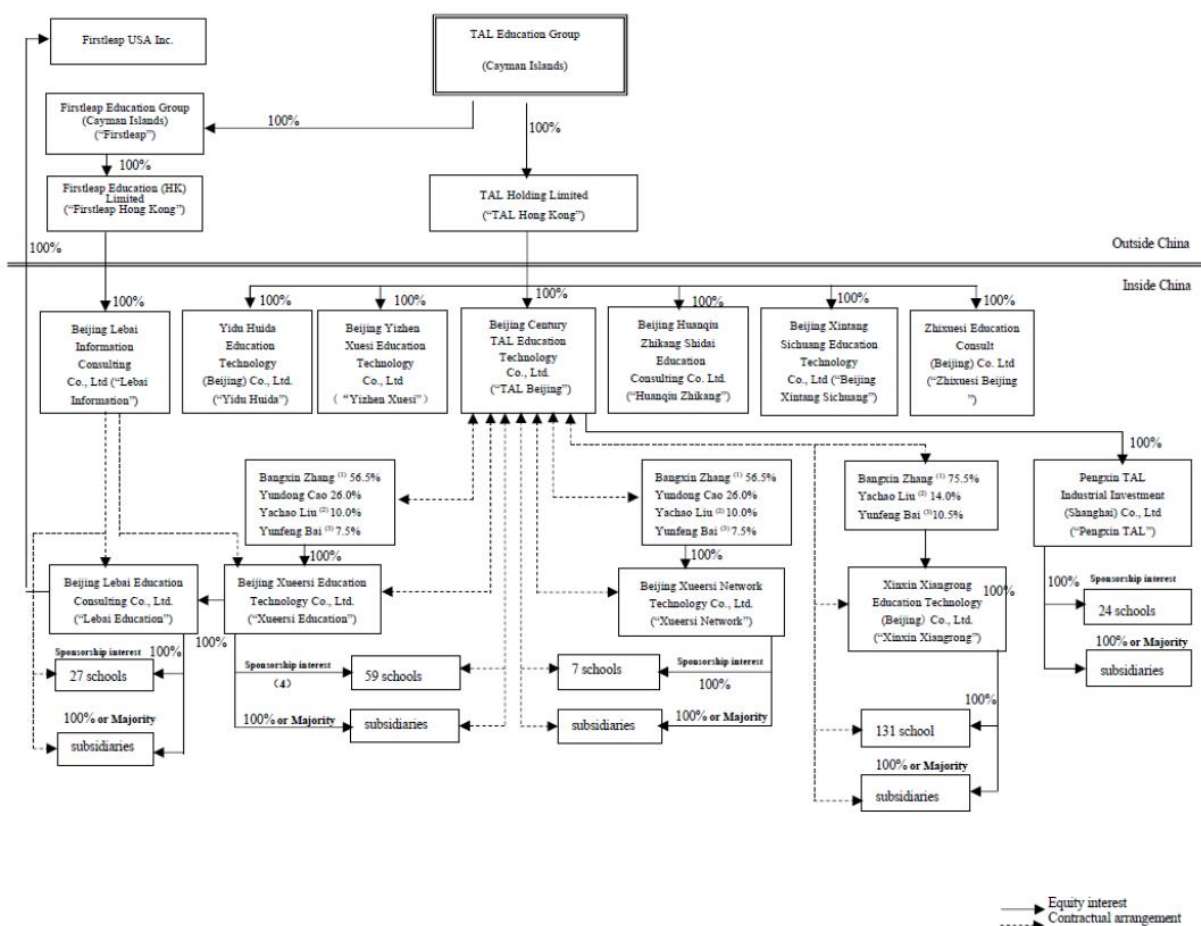 Firstleap USA Inc.
TAL Education Group
(Cayman Islands)
Firstleap Education Group
(Cayman Islands)
("Firstleap")
100%
100%
100%
Firstleap Education (HK)
Limited
("Firstleap Hong Kong")
TAL Holding Limited
("TAL Hong Kong")
100%
Outside China
Inside China
100%
100%
100%
100%
100%
100%
100%
Beijing Lebai
Information
Consulting
Co., Ltd ("Lebai
Information")
Yidu Huida
Education
Technology
(Beijing) Co., Ltd.
("Yidu Huida")
Beijing Yizhen
Xuesi Education
Technology
Co., Ltd
("Yizhen Xuesi")
Beijing Century
TAL Education
Technology
Co., Ltd.
("TAL Beijing")
Beijing Huanqiu
Zhikang Shidai
Education
Consulting Co. Ltd.
("Huanqiu Zhikang")
Beijing Xintang
Sichuang Education
Technology
Co., Ltd ("Beijing
Xintang Sichuang")
Zhixuesi Education
Consult
(Beijing) Co. Ltd
("Zhixuesi Beijing
")
100%
Bangxin Zhang (1) 56.5%
Yundong Cao 26.0%
Yachao Liu (2) 10.0%
Yunfeng Bai (3) 7.5%
Bangxin Zhang (1) 56.5%
Yundong Cao 26.0%
Yachao Liu (2) 10.0%
Yunfeng Bai (3) 7.5%
Bangxin Zhang (1) 75.5%
Yachao Liu (2) 14.0%
Yunfeng Bai (3) 10.5%
Pengxin TAL
Industrial Investment
(Shanghai) Co., Ltd
("Pengxin TAL")
100%
100%
Beijing Lebai Education
Consulting Co., Ltd.
("Lebai Education")
Beijing Xueersi Education
Technology Co., Ltd.
("Xueersi Education")
Beijing Xueersi Network
Technology Co., Ltd.
("Xueersi Network")
Xinxin Xiangrong
Education Technology
(Beijing) Co., Ltd.
("Xinxin Xiangrong")
100%
100% Sponsorship interest
24 schools
100% or Majority
subsidiaries
100%
Sponsorship interest 100%
27 schools
100% or Majority
subsidiaries
Sponsorship interest
(4)
59 schools
100% or Majority
subsidiaries
7 schools
Sponsorship interest
100%
subsidiaries
100% or Majority
100%
131 school
100% or Majority
subsidiaries
Equity interest
Contractual arrangement